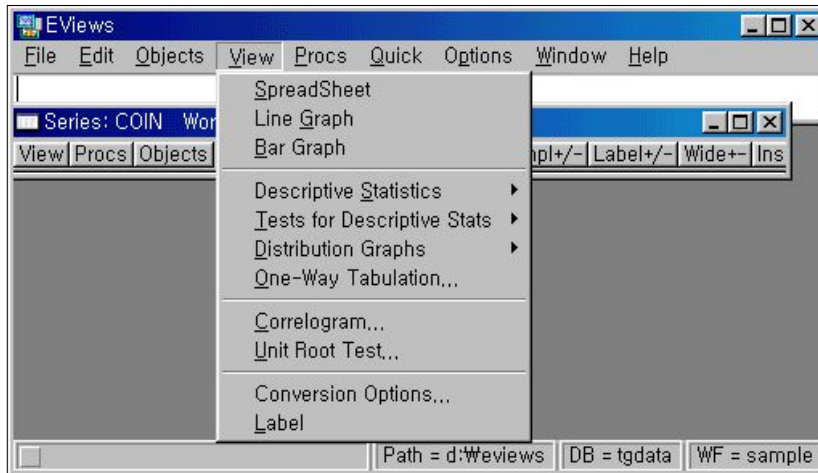 EViews
File Edit Objects View Procs Quick Options Window Help
Series: COIN Wor
View Procs Objects mpl+/- Label+/- Wide+- Ins
SpreadSheet
Line Graph
Bar Graph
Descriptive Statistics
Tests for Descriptive Stats
Distribution Graphs
One-Way Tabulation...
Correlogram...
Unit Root Test...
Conversion Options...
Label
Path = d:₩eviews DB = tgdata WF = sample